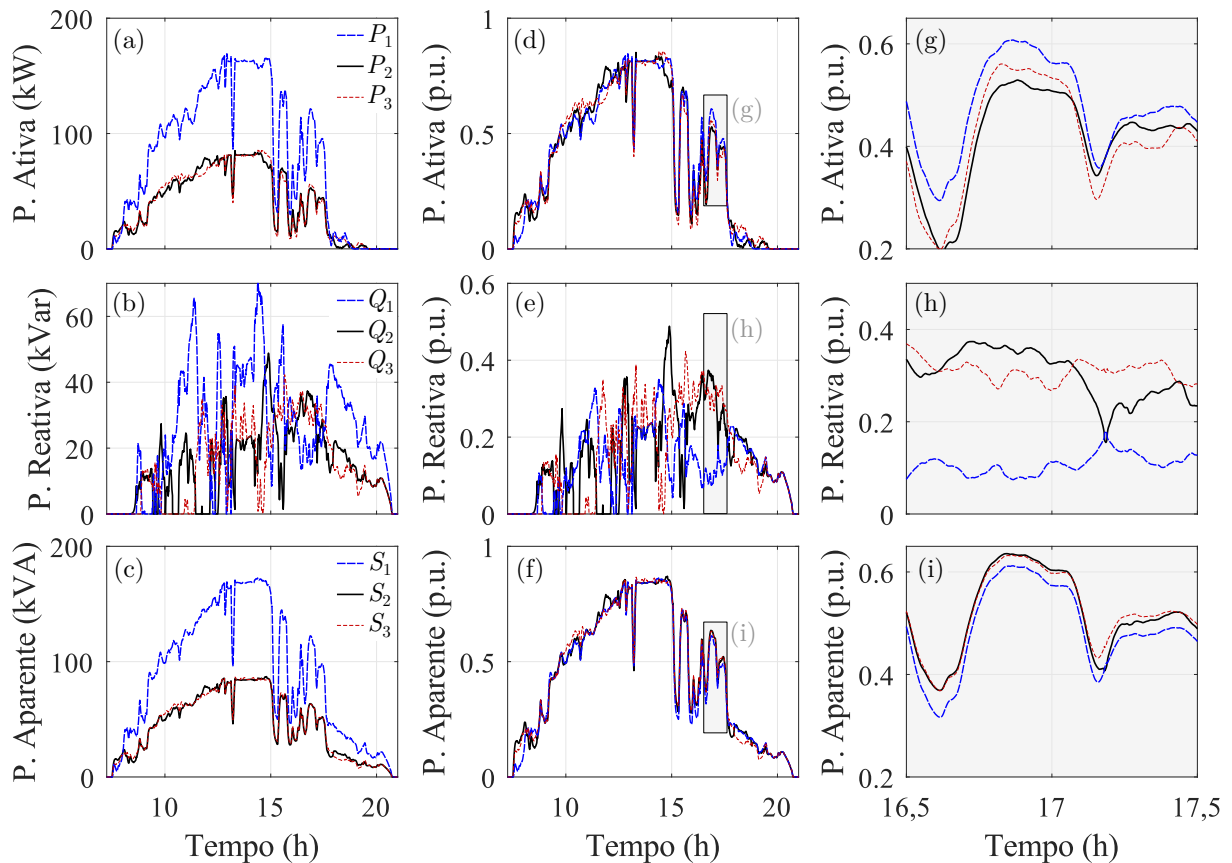 P. Ativa (kW)
200
100
0
(a)
P₁
P₂
P₃
P. Ativa (p.u.)
1
0.5
0
(d)
(g)
P. Ativa (p.u.)
0.6
0.4
0.2
(g)
P. Reativa (kVar)
60
40
20
0
(b)
Q₁
Q₂
Q₃
P. Reativa (p.u.)
0.6
0.4
0.2
0
(e)
(h)
P. Reativa (p.u.)
0.4
0.2
0
(h)
P. Aparente (kVA)
200
100
0
(c)
S₁
S₂
S₃
10
15
20
Tempo (h)
P. Aparente (p.u.)
1
0.5
0
(f)
(i)
10
15
20
Tempo (h)
P. Aparente (p.u.)
0.6
0.4
0.2
(i)
16,5
17
17,5
Tempo (h)